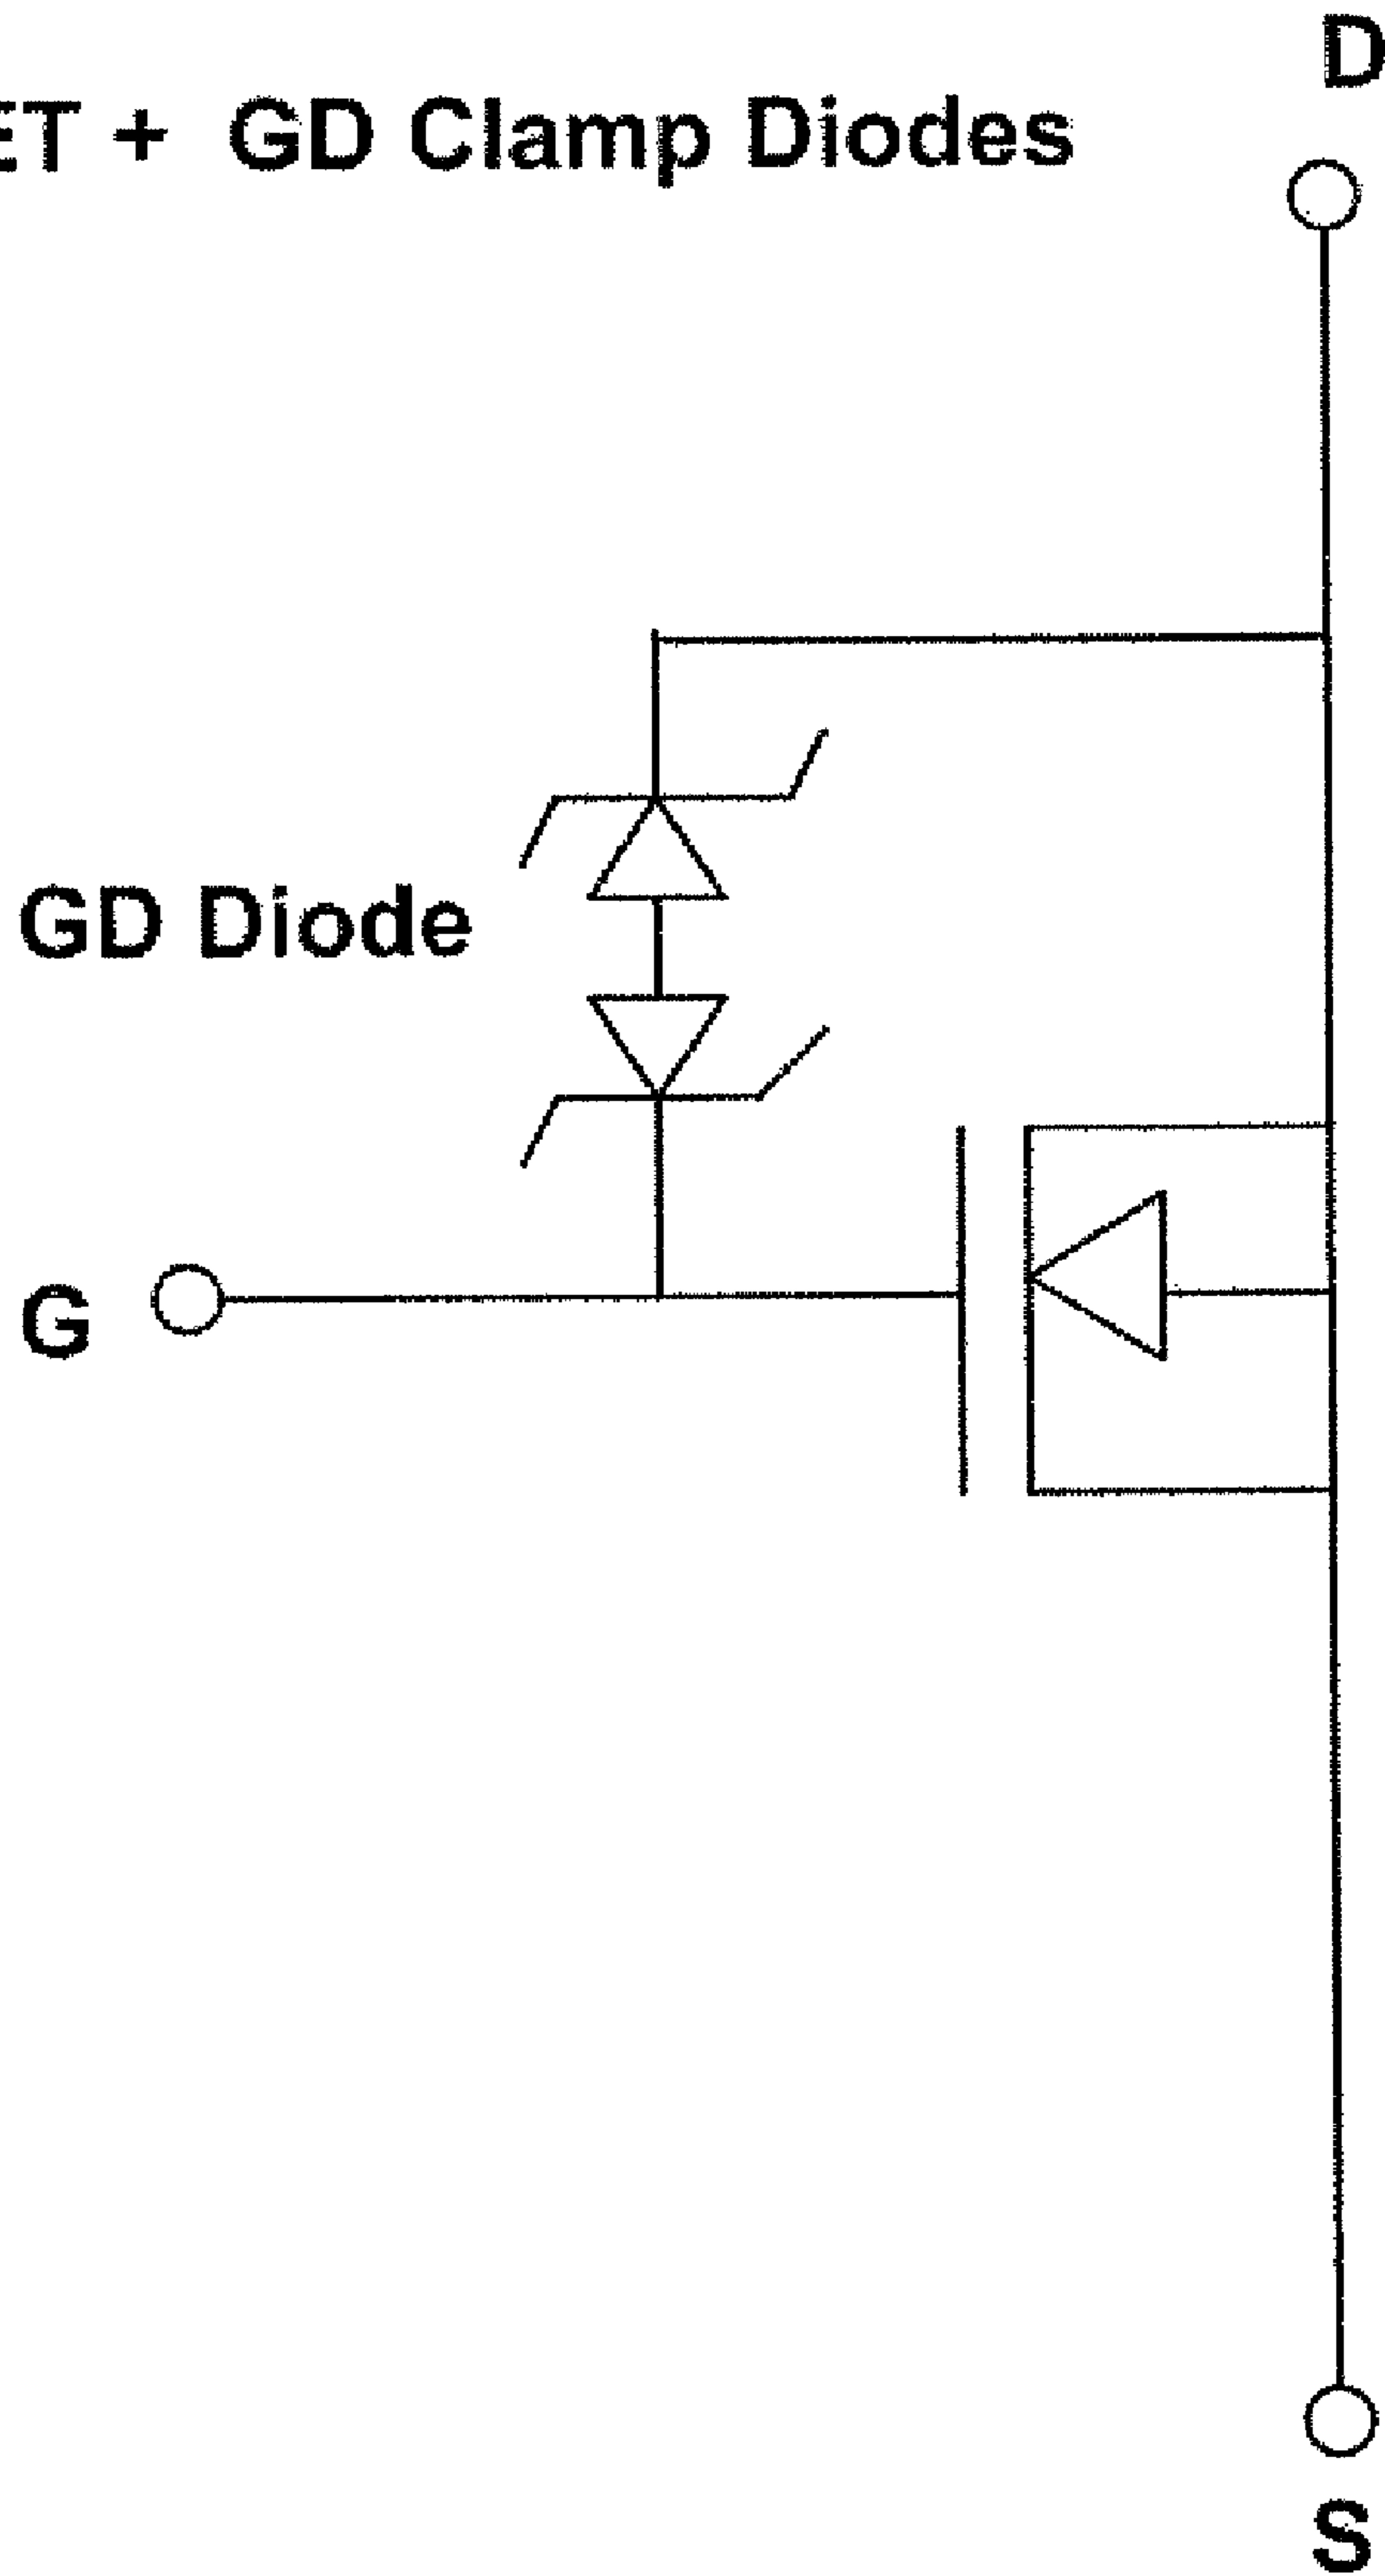 D
ET + GD Clamp Diodes
GD Diode
G
S